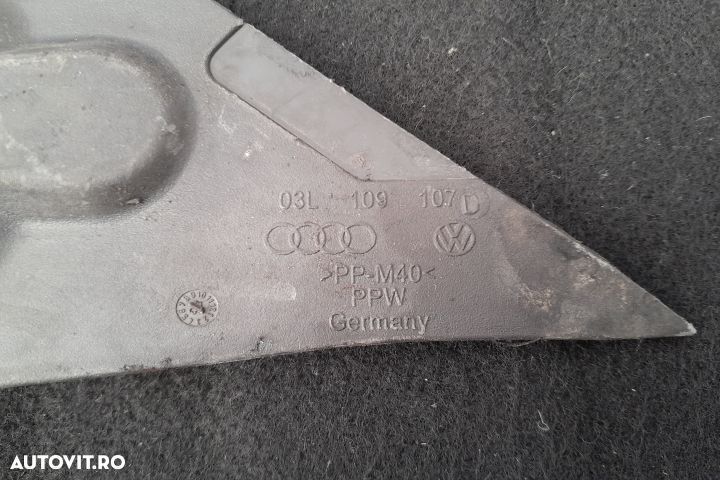 03L 109 107 D
>PP-M40<
PPW
Germany
AUTOVIT.RO